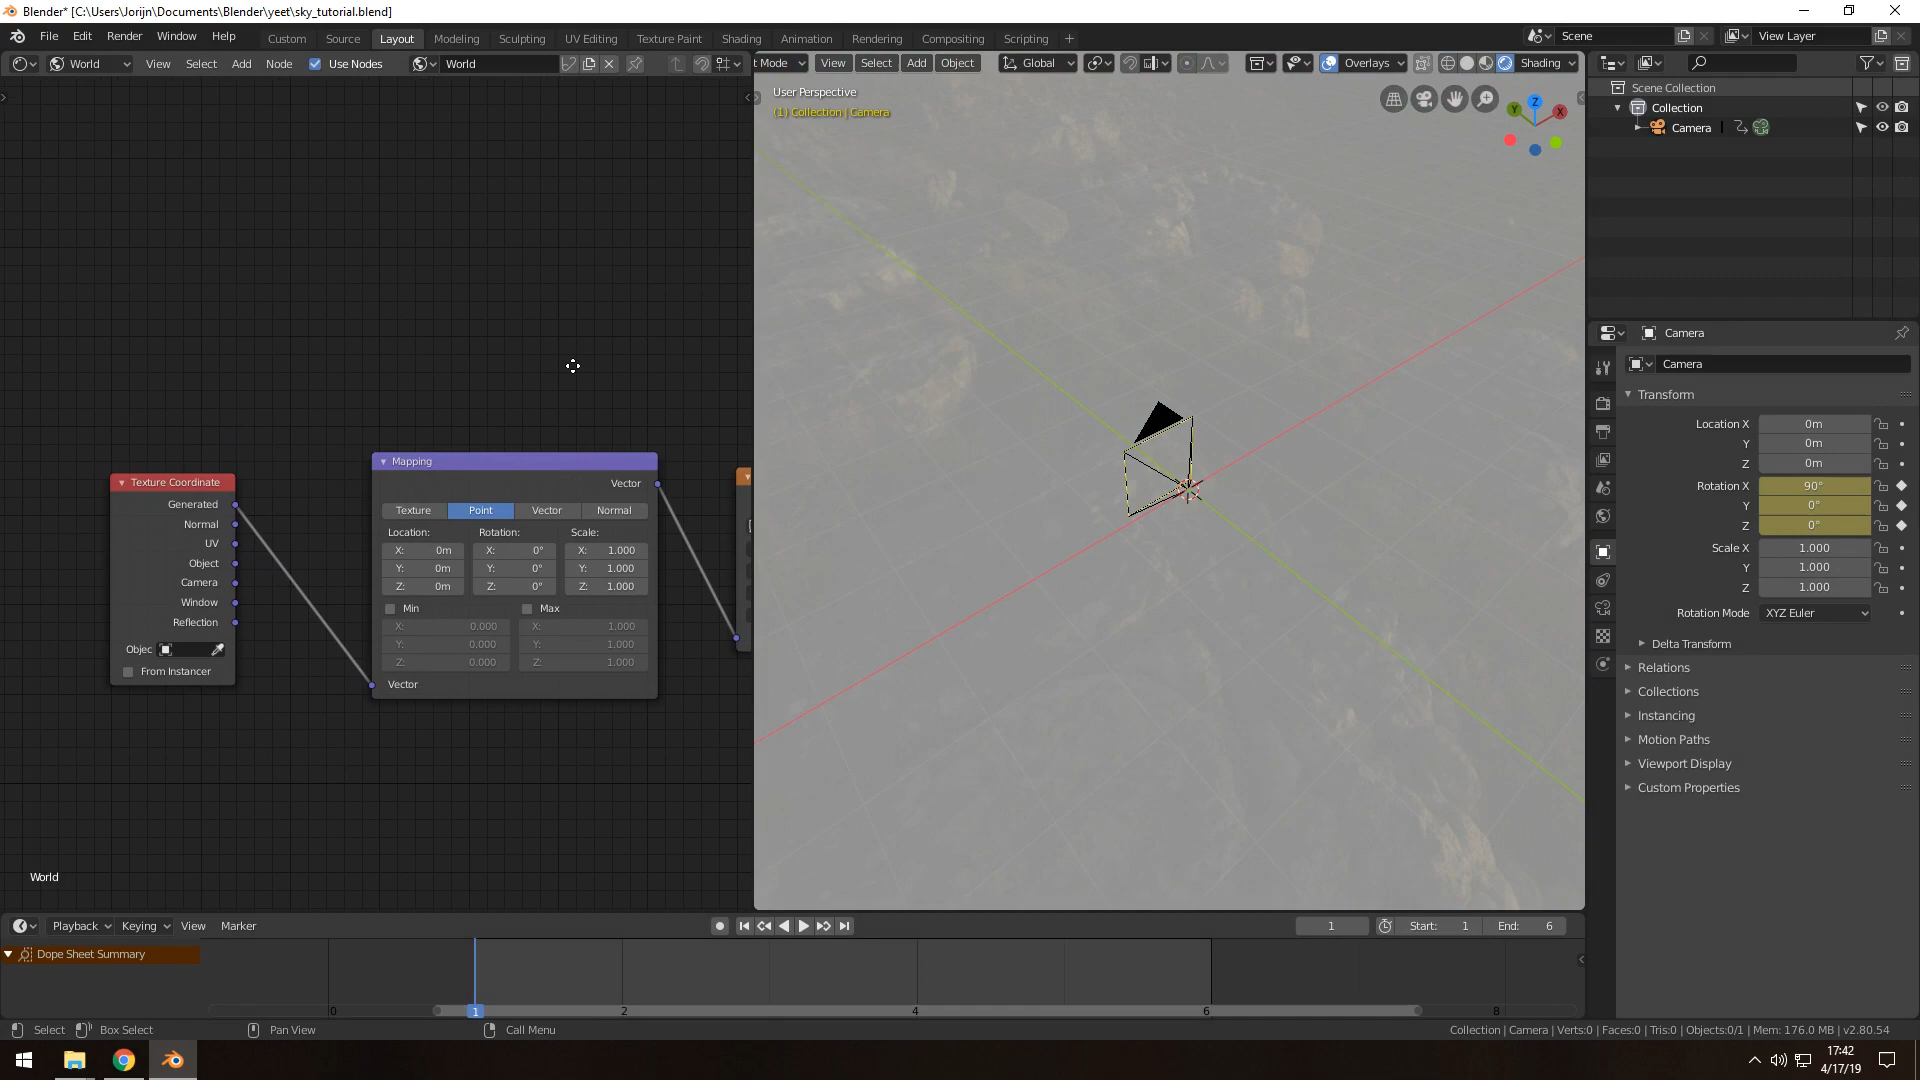 Blender* [C:\Users\Jorijn\Documents\Blender\yeet\sky_tutorial.blend]
File Edit Render Window Help
Custom Source Layout Modeling Sculpting UV Editing Texture Paint Shading Animation Rendering Compositing Scripting +
Scene
View Layer
World View Select Add Node Use Nodes World
t Mode View Select Add Object Global Overlays Shading
User Perspective
(1) Collection | Camera
Z
Y
X
Scene Collection
Collection
Camera
Texture Coordinate
Generated
Normal
UV
Object
Camera
Window
Reflection
Objec
From Instancer
Mapping
Vector
Texture Point Vector Normal
Location: Rotation: Scale:
X: 0m X: 0° X: 1.000
Y: 0m Y: 0° Y: 1.000
Z: 0m Z: 0° Z: 1.000
Min Max
X: 0.000 X: 1.000
Y: 0.000 Y: 1.000
Z: 0.000 Z: 1.000
Vector
World
Camera
Camera
Transform
Location X 0m
Y 0m
Z 0m
Rotation X 90°
Y 0°
Z 0°
Scale X 1.000
Y 1.000
Z 1.000
Rotation Mode XYZ Euler
Delta Transform
Relations
Collections
Instancing
Motion Paths
Viewport Display
Custom Properties
Playback Keying View Marker
1 Start: 1 End: 6
Dope Sheet Summary
0 1 2 4 6 8
Select Box Select Pan View Call Menu
Collection | Camera | Verts:0 | Faces:0 | Tris:0 | Objects:0/1 | Mem: 176.0 MB | v2.80.54
17:42
4/17/19